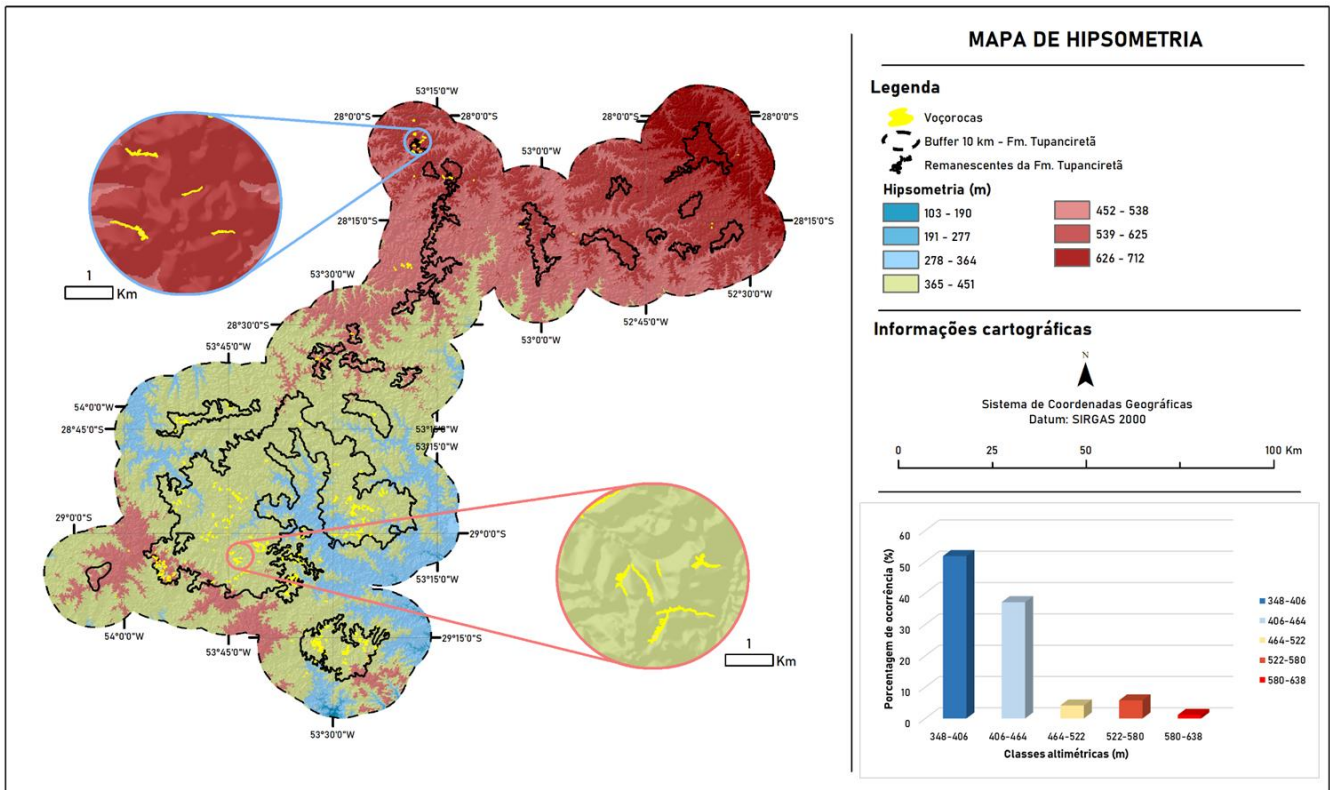 MAPA DE HIPSOMETRIA
Legenda
Voçorocas
Buffer 10 km - Fm. Tupanciretã
Remanescentes da Fm. Tupanciretã
Hipsometria (m)
103 - 190
191 - 277
278 - 364
365 - 451
452 - 538
539 - 625
626 - 712
Informações cartográficas
N
Sistema de Coordenadas Geográficas
Datum: SIRGAS 2000
0 25 50 100 Km
60
50
40
30
20
10
0
Porcentagem de ocorrência (%)
348-406 406-464 464-522 522-580 580-638
Classes altimétricas (m)
348-406
406-464
464-522
522-580
580-638
53°15'0"W
28°0'0"S 28°0'0"S 28°0'0"S
53°0'0"W
28°15'0"S 28°15'0"S
1
Km
53°30'0"W
52°30'0"W
52°45'0"W
28°30'0"S
53°0'0"W
53°45'0"W
54°0'0"W
28°45'0"S 53°15'0"W
53°15'0"W
29°0'0"S 29°0'0"S
53°15'0"W
54°0'0"W
53°45'0"W
29°15'0"S
1
Km
53°30'0"W